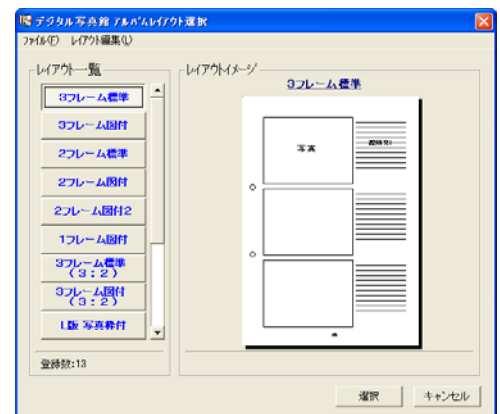 デジタル写真館 アルバムレイアウト選択
ファイル(F) レイアウト編集(L)
レイアウト一覧
3フレーム標準
3フレーム図付
2フレーム標準
2フレーム図付
2フレーム図付2
1フレーム図付
3フレーム標準
(3:2)
3フレーム図付
(3:2)
L版 写真枠付
登録数:13
レイアウトイメージ
3フレーム標準
写真
選択 キャンセル